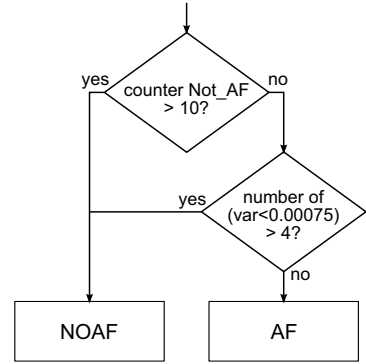 yes
no
counter Not_AF
> 10?
yes
number of
(var<0.00075)
> 4?
no
NOAF
AF